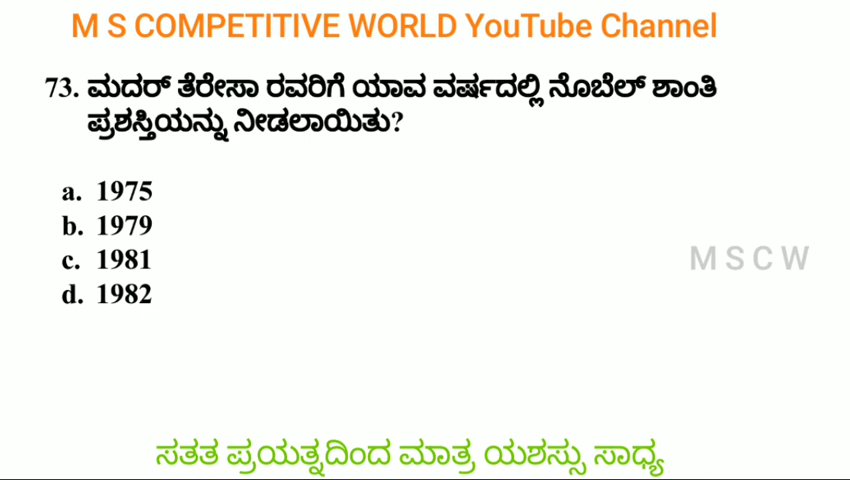 M S COMPETITIVE WORLD YouTube Channel
73. ಮದರ್ ತೆರೇಸಾ ರವರಿಗೆ ಯಾವ ವರ್ಷದಲ್ಲಿ ನೊಬೆಲ್ ಶಾಂತಿ
ಪ್ರಶಸ್ತಿಯನ್ನು ನೀಡಲಾಯಿತು?
a. 1975
b. 1979
c. 1981
d. 1982
M S C W
ಸತತ ಪ್ರಯತ್ನದಿಂದ ಮಾತ್ರ ಯಶಸ್ಸು ಸಾಧ್ಯ